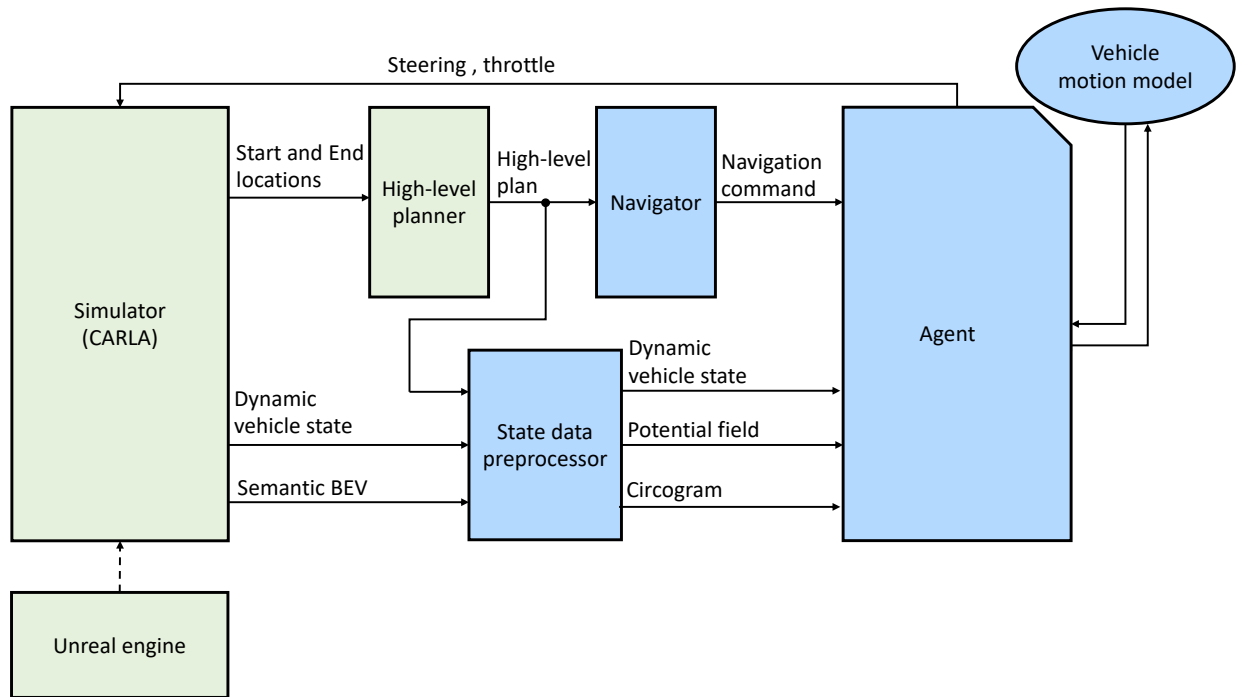 Vehicle
motion model
Steering , throttle
Start and End
locations
High-level
planner
High-level
plan
Navigator
Navigation
command
Simulator
(CARLA)
Agent
Dynamic
vehicle state
Semantic BEV
State data
preprocessor
Dynamic
vehicle state
Potential field
Circogram
Unreal engine